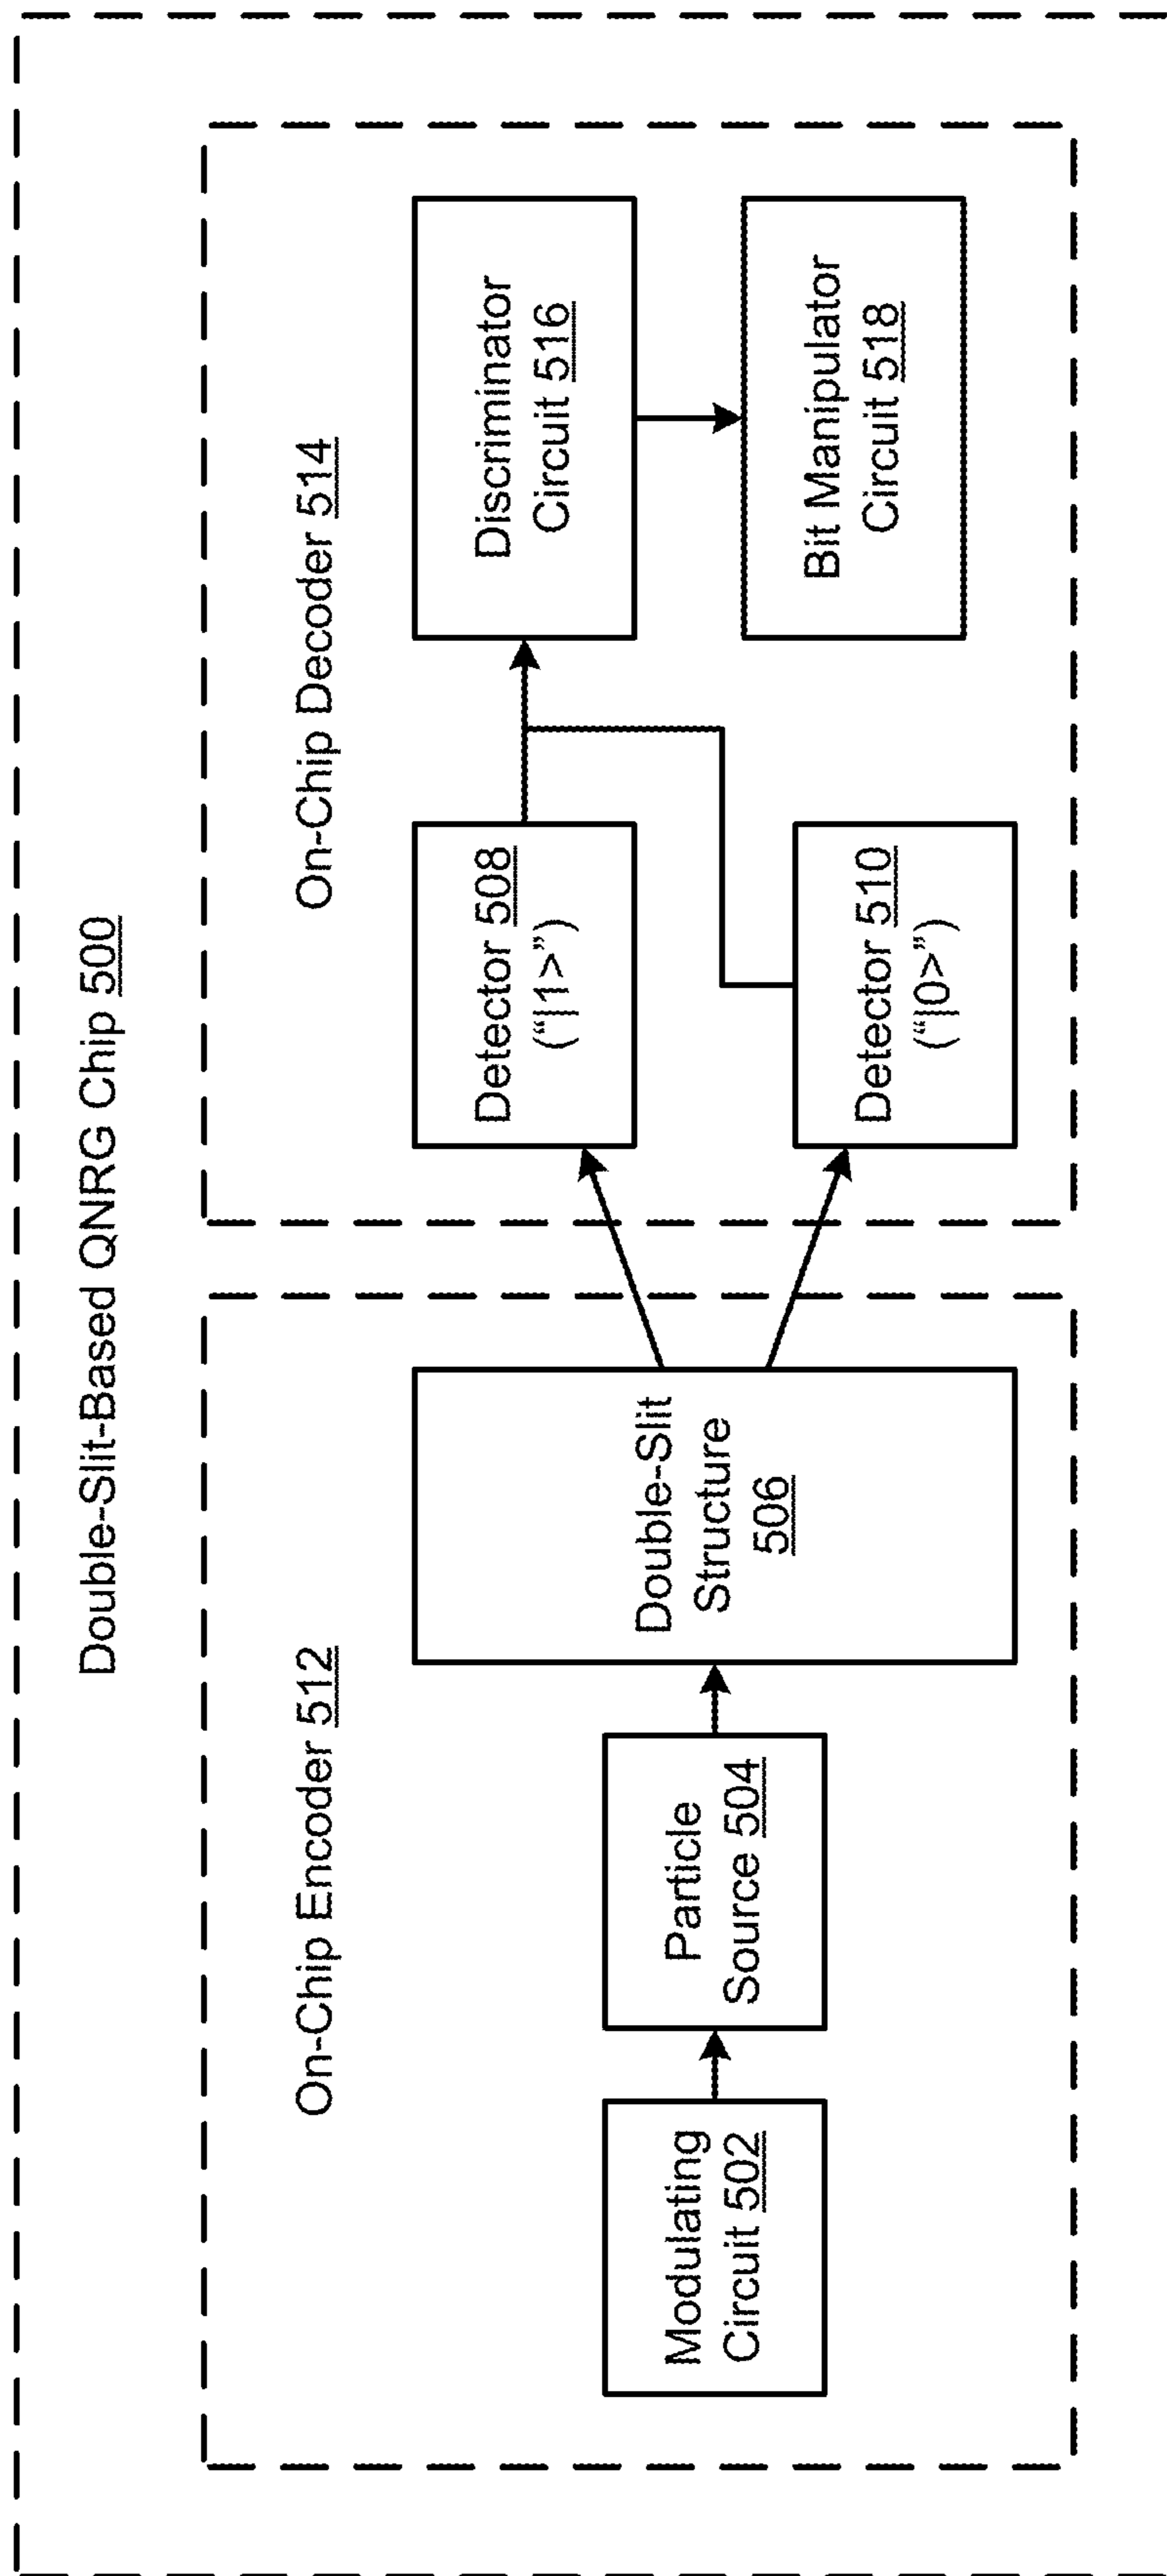 Double-Slit-Based QNRG Chip 500
On-Chip Encoder 512
Modulating
Circuit 502
Particle
Source 504
Double-Slit
Structure
506
On-Chip Decoder 514
Detector 508
(“|1>”)
Detector 510
(“|0>”)
Discriminator
Circuit 516
Bit Manipulator
Circuit 518